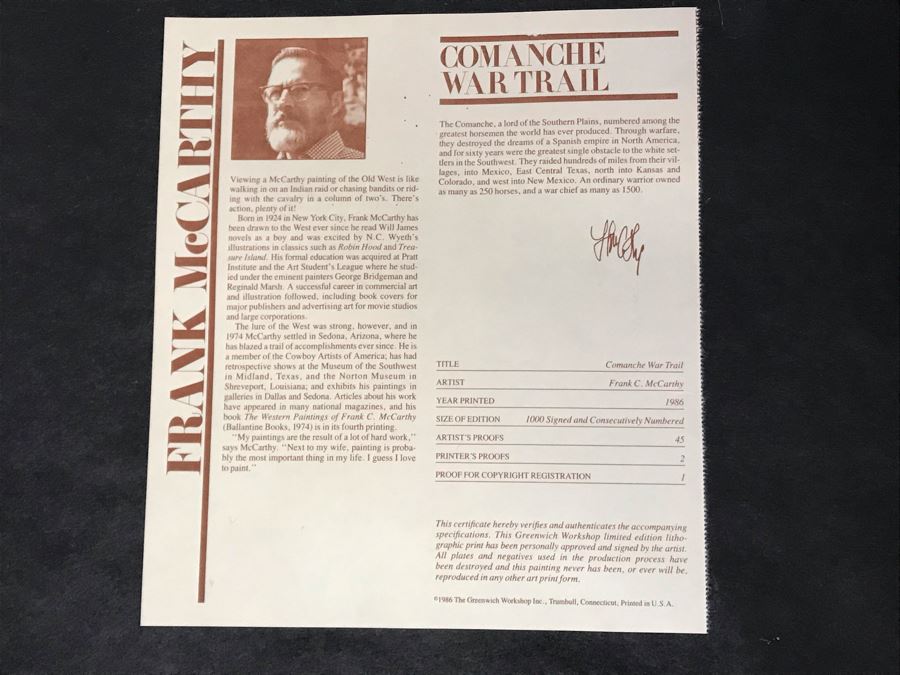 FRANK McCARTHY
Viewing a McCarthy painting of the Old West is like
walking in on an Indian raid or chasing bandits or rid-
ing with the cavalry in a column of two's. There's
action, plenty of it!
Born in 1924 in New York City, Frank McCarthy has
been drawn to the West ever since he read Will James
novels as a boy and was excited by N.C. Wyeth's
illustrations in classics such as Robin Hood and Trea-
sure Island. His formal education was acquired at Pratt
Institute and the Art Student's League where he stud-
ied under the eminent painters George Bridgeman and
Reginald Marsh. A successful career in commercial art
and illustration followed, including book covers for
major publishers and advertising art for movie studios
and large corporations.
The lure of the West was strong, however, and in
1974 McCarthy settled in Sedona, Arizona, where he
has blazed a trail of accomplishments ever since. He is
a member of the Cowboy Artists of America; has had
retrospective shows at the Museum of the Southwest
in Midland, Texas, and the Norton Museum in
Shreveport, Louisiana; and exhibits his paintings in
galleries in Dallas and Sedona. Articles about his work
have appeared in many national magazines, and his
book The Western Paintings of Frank C. McCarthy
(Ballantine Books, 1974) is in its fourth printing.
"My paintings are the result of a lot of hard work,"
says McCarthy. "Next to my wife, painting is proba-
bly the most important thing in my life. I guess I love
to paint."
COMANCHE
WAR TRAIL
The Comanche, a lord of the Southern Plains, numbered among the
greatest horsemen the world has ever produced. Through warfare,
they destroyed the dreams of a Spanish empire in North America,
and for sixty years were the greatest single obstacle to the white set-
tlers in the Southwest. They raided hundreds of miles from their vil-
lages, into Mexico, East Central Texas, north into Kansas and
Colorado, and west into New Mexico. An ordinary warrior owned
as many as 250 horses, and a war chief as many as 1500.
TITLE Comanche War Trail
ARTIST Frank C. McCarthy
YEAR PRINTED 1986
SIZE OF EDITION 1000 Signed and Consecutively Numbered
ARTIST'S PROOFS 45
PRINTER'S PROOFS 2
PROOF FOR COPYRIGHT REGISTRATION 1
This certificate hereby verifies and authenticates the accompanying
specifications. This Greenwich Workshop limited edition litho-
graphic print has been personally approved and signed by the artist.
All plates and negatives used in the production process have
been destroyed and this painting never has been, or ever will be,
reproduced in any other art print form.
©1986 The Greenwich Workshop Inc., Trumbull, Connecticut, Printed in U.S.A.